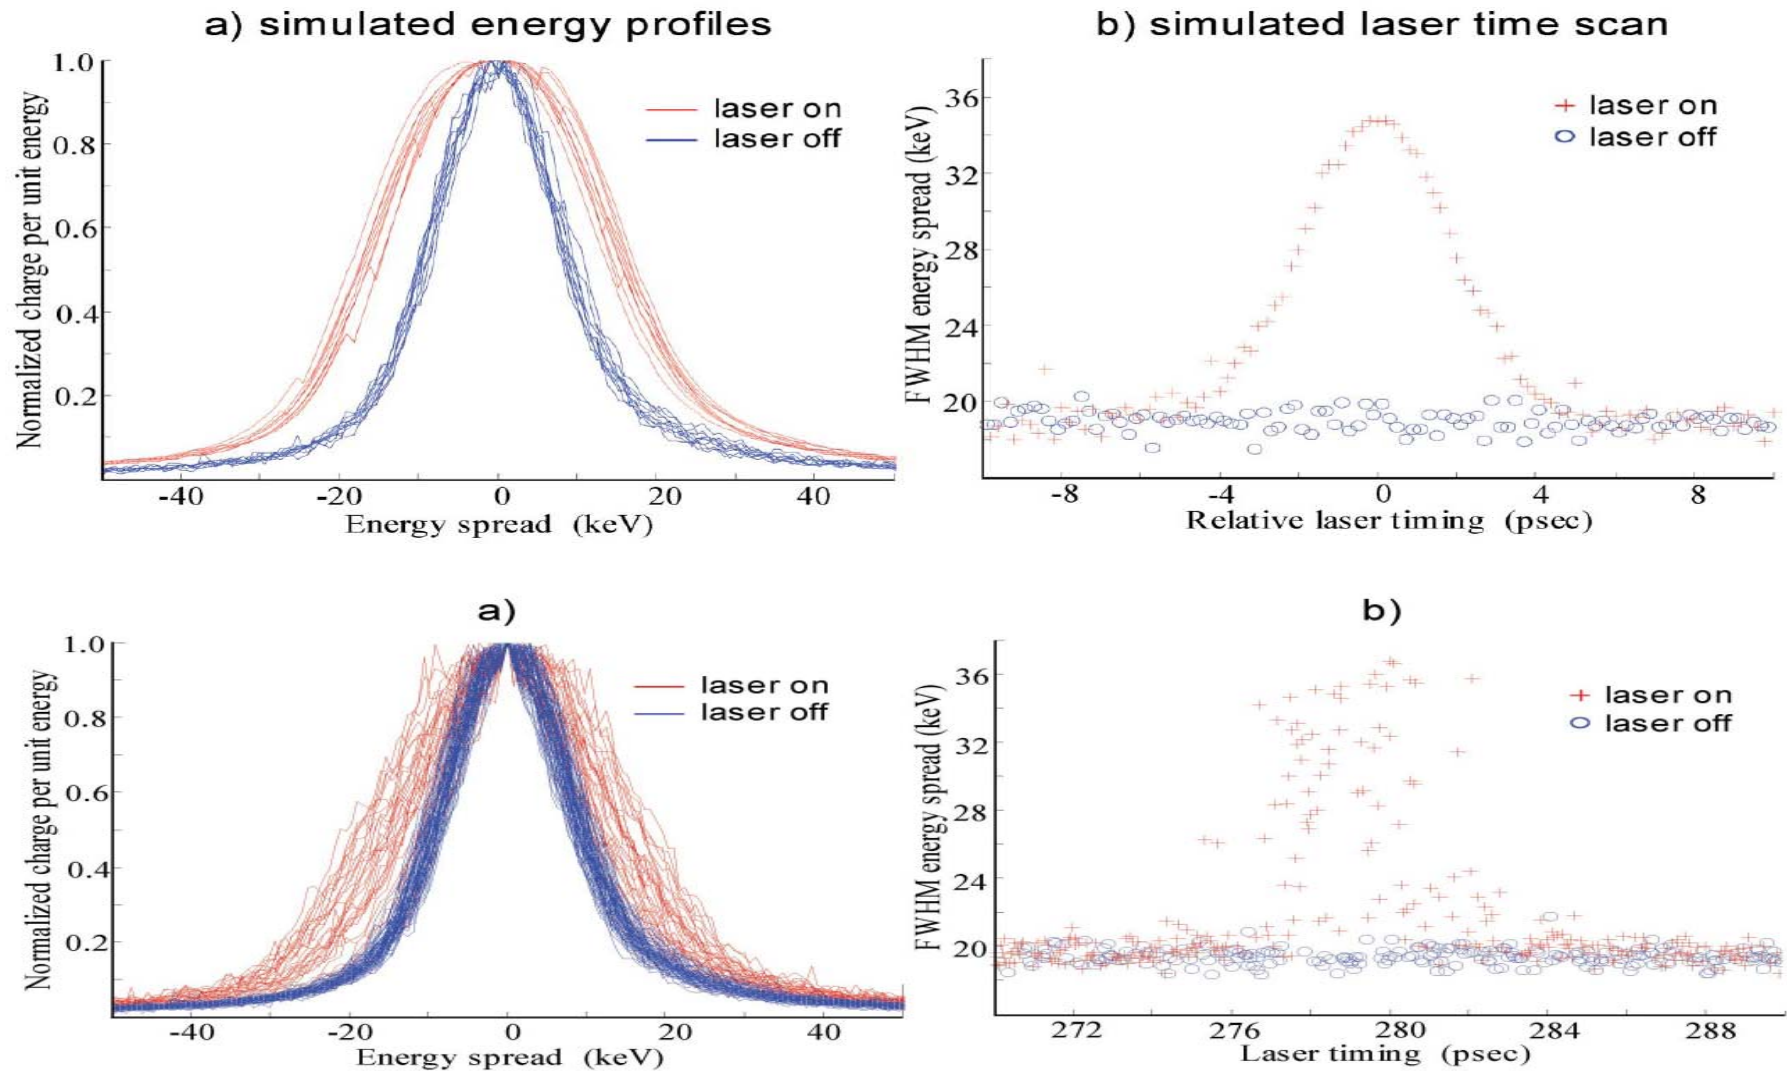 a) simulated energy profiles
1.0
0.8
0.6
0.4
0.2
Normalized charge per unit energy
laser on
laser off
-40 -20 0 20 40
Energy spread (keV)
b) simulated laser time scan
36
32
28
24
20
FWHM energy spread (keV)
laser on
laser off
-8 -4 0 4 8
Relative laser timing (psec)
a)
1.0
0.8
0.6
0.4
0.2
Normalized charge per unit energy
laser on
laser off
-40 -20 0 20 40
Energy spread (keV)
b)
36
32
28
24
20
FWHM energy spread (keV)
laser on
laser off
272 276 280 284 288
Laser timing (psec)